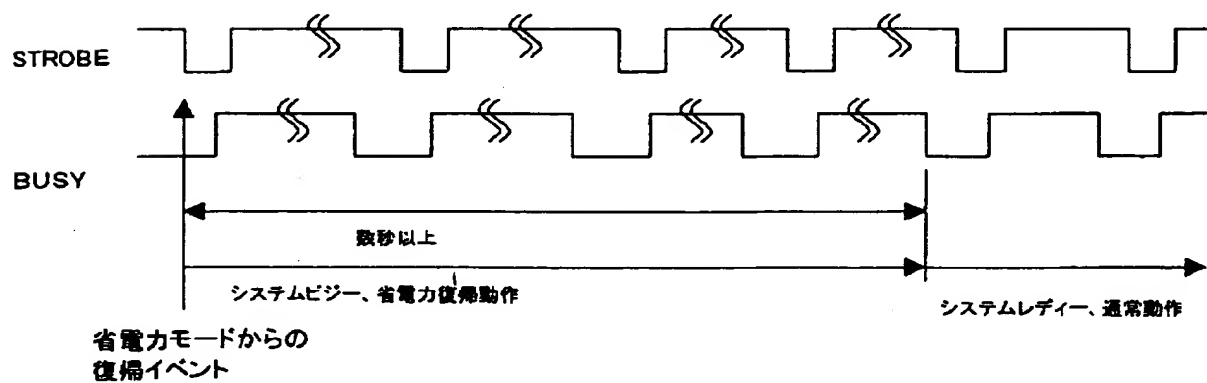 STROBE
BUSY
数秒以上
システムビジー、省電力復帰動作
システムレディー、通常動作
省電力モードからの
復帰イベント